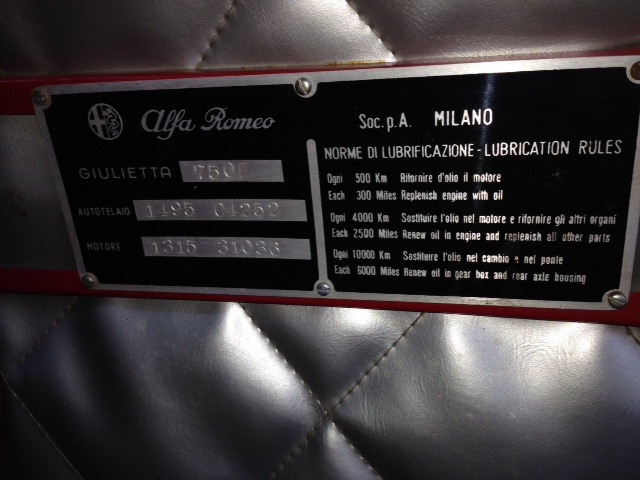 Alfa Romeo
GIULIETTA 750F
AUTOTELAIO 1495 04252
MOTORE 1315 31036
Soc.p.A. MILANO
NORME DI LUBRIFICAZIONE - LUBRICATION RULES
Ogni 500 Km Rifornire d'olio il motore
Each 300 Miles Replenish engine with oil
Ogni 4000 Km Sostituire l'olio nel motore e rifornire gli altri organi
Each 2500 Miles Renew oil in engine and replenish all other parts
Ogni 10000 Km Sostituire l'olio nel cambio e nel ponte
Each 6000 Miles Renew oil in gear box and rear axle housing